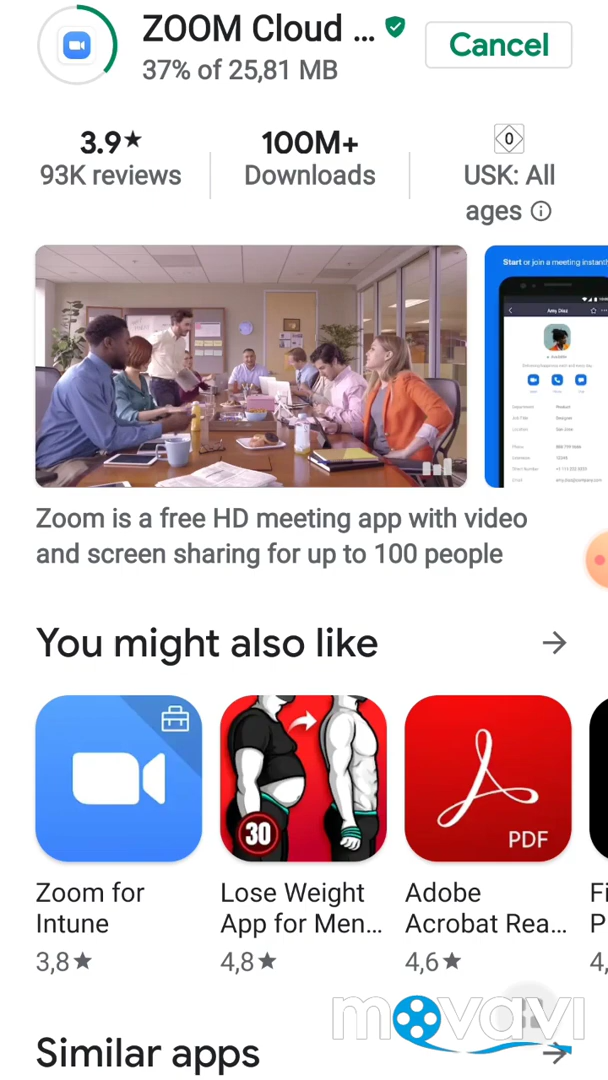 ZOOM Cloud ...
37% of 25,81 MB
Cancel
3.9★
93K reviews
100M+
Downloads
0
USK: All
ages
Start or join a meeting instantly
Amy Diaz
Zoom is a free HD meeting app with video
and screen sharing for up to 100 people
You might also like
30
PDF
Zoom for
Intune
3,8★
Lose Weight
App for Men...
4,8★
Adobe
Acrobat Rea...
4,6★
Fi
P
4,
movavi
Similar apps